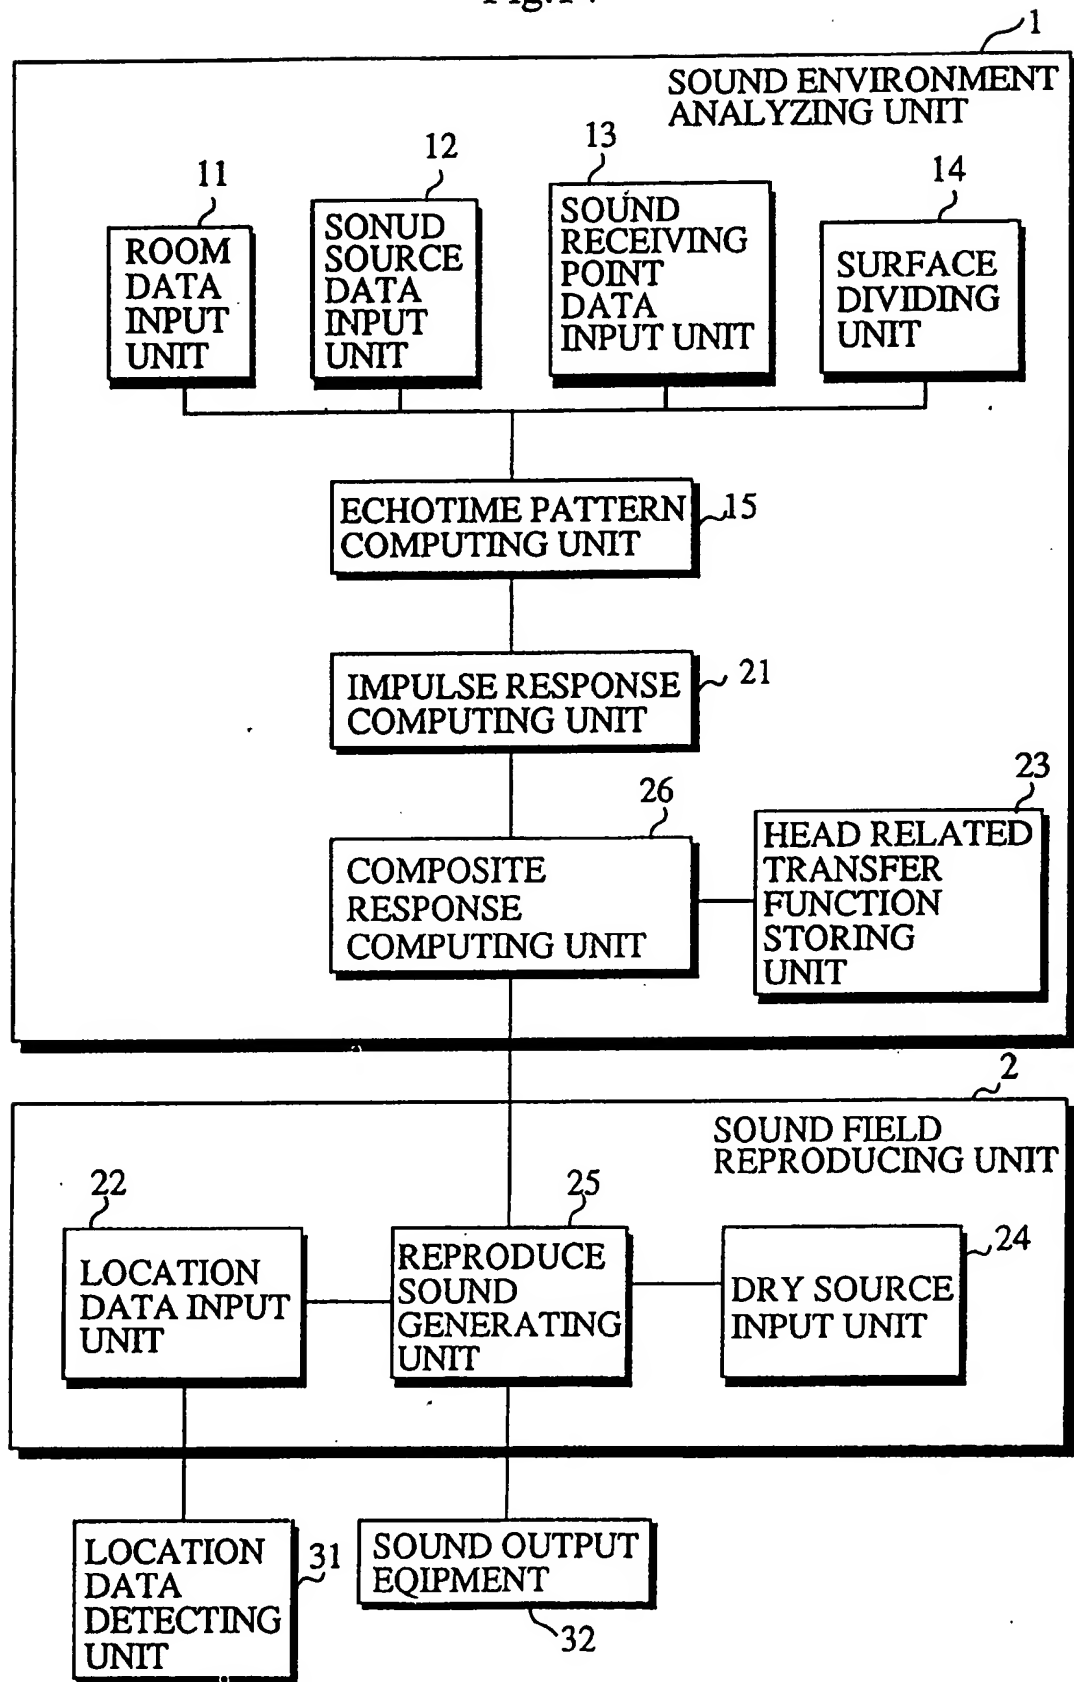 1
SOUND ENVIRONMENT
ANALYZING UNIT
11
ROOM
DATA
INPUT
UNIT
12
SONUD
SOURCE
DATA
INPUT
UNIT
13
SOUND
RECEIVING
POINT
DATA
INPUT UNIT
14
SURFACE
DIVIDING
UNIT
ECHOTIME PATTERN
COMPUTING UNIT
15
IMPULSE RESPONSE
COMPUTING UNIT
21
26
COMPOSITE
RESPONSE
COMPUTING UNIT
23
HEAD RELATED
TRANSFER
FUNCTION
STORING
UNIT
2
SOUND FIELD
REPRODUCING UNIT
22
LOCATION
DATA INPUT
UNIT
25
REPRODUCE
SOUND
GENERATING
UNIT
24
DRY SOURCE
INPUT UNIT
LOCATION
DATA
DETECTING
UNIT
31
SOUND OUTPUT
EQIPMENT
32